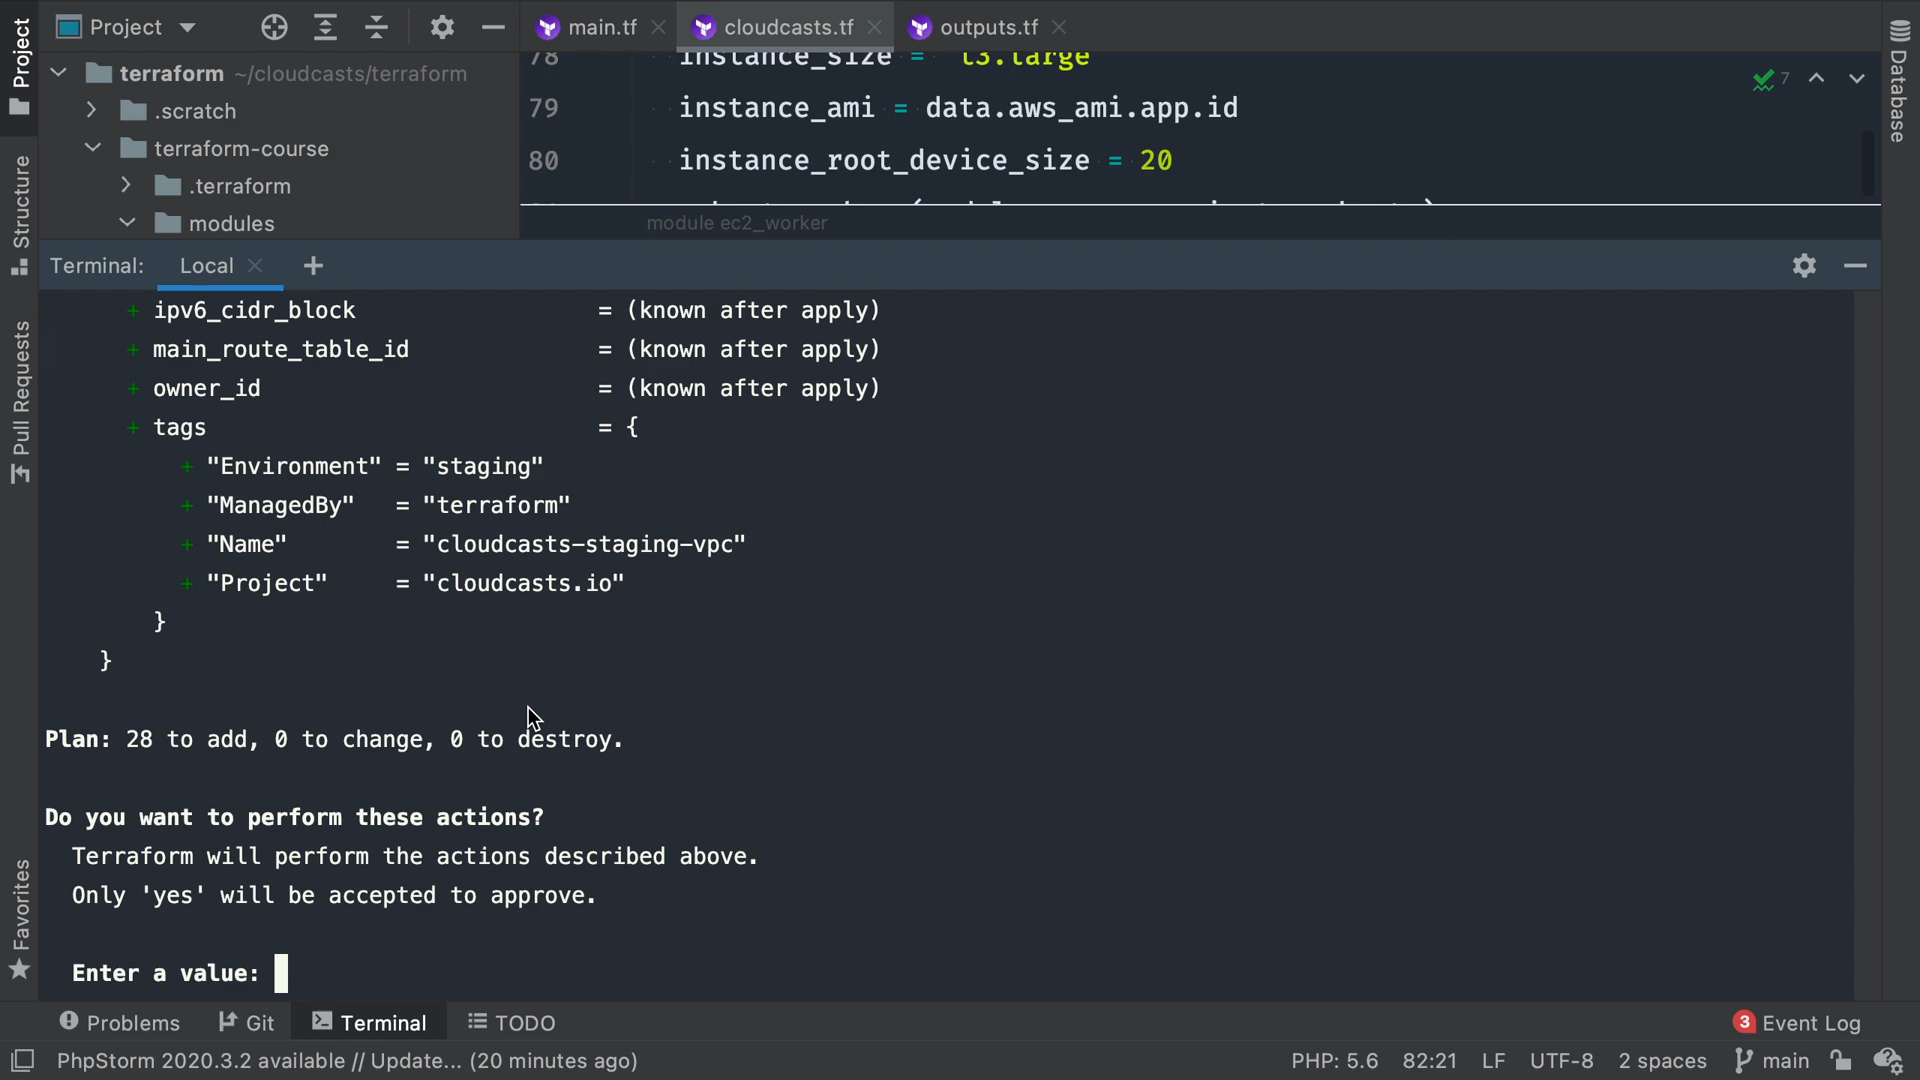 Project
main.tf
cloudcasts.tf
outputs.tf
terraform ~/cloudcasts/terraform
.scratch
terraform-course
.terraform
modules
78 instance_size = "t3.large"
79 instance_ami = data.aws_ami.app.id
80 instance_root_device_size = 20
module ec2_worker
7
Project
Structure
Pull Requests
Favorites
Database
Terminal: Local
+ ipv6_cidr_block = (known after apply)
+ main_route_table_id = (known after apply)
+ owner_id = (known after apply)
+ tags = {
+ "Environment" = "staging"
+ "ManagedBy" = "terraform"
+ "Name" = "cloudcasts-staging-vpc"
+ "Project" = "cloudcasts.io"
}
}
Plan: 28 to add, 0 to change, 0 to destroy.
Do you want to perform these actions?
Terraform will perform the actions described above.
Only 'yes' will be accepted to approve.
Enter a value:
Problems
Git
Terminal
TODO
3 Event Log
PhpStorm 2020.3.2 available // Update... (20 minutes ago)
PHP: 5.6 82:21 LF UTF-8 2 spaces main